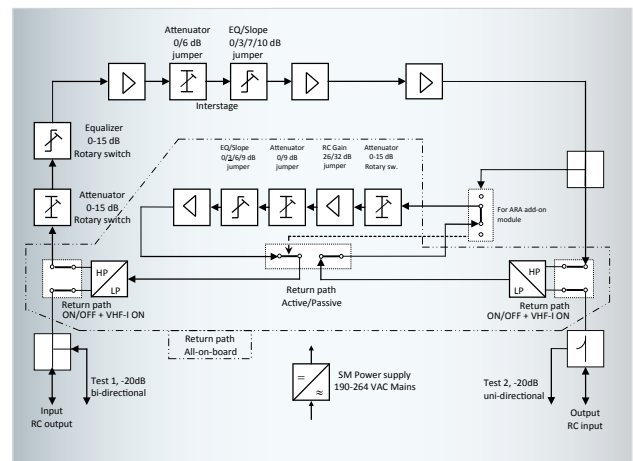 Attenuator
0/6 dB
jumper
EQ/Slope
0/3/7/10 dB
jumper
Interstage
Equalizer
0-15 dB
Rotary switch
Attenuator
0-15 dB
Rotary switch
EQ/Slope
0/3/6/9 dB
jumper
Attenuator
0/9 dB
jumper
RC Gain
26/32 dB
jumper
Attenuator
0-15 dB
Rotary sw.
For ARA add-on
module
HP
LP
Return path
ON/OFF + VHF-I ON
Return path
Active/Passive
HP
LP
Return path
ON/OFF + VHF-I ON
Return path
All-on-board
Test 1, -20dB
bi-directional
Input
RC output
= 
≈
SM Power supply
190-264 VAC Mains
Test 2, -20dB
uni-directional
Output
RC input